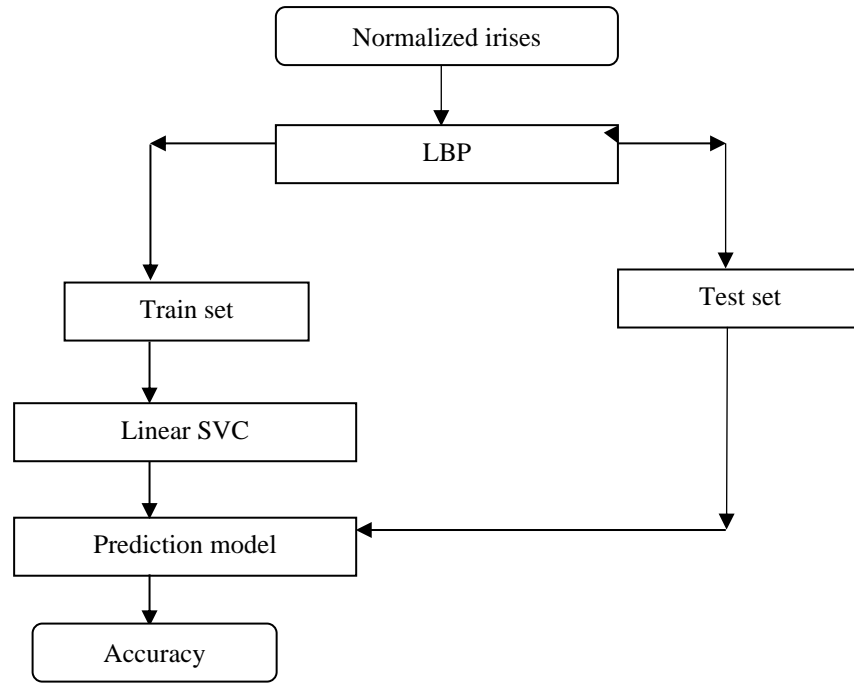 Normalized irises
LBP
Train set
Test set
Linear SVC
Prediction model
Accuracy